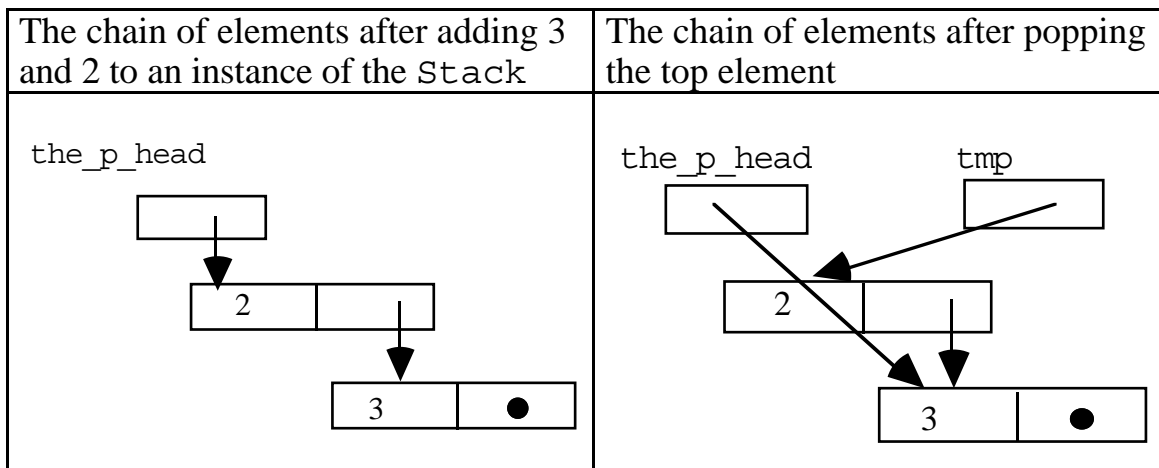 The chain of elements after adding 3
and 2 to an instance of the Stack
The chain of elements after popping
the top element
the_p_head
2
3
the_p_head tmp
2
3